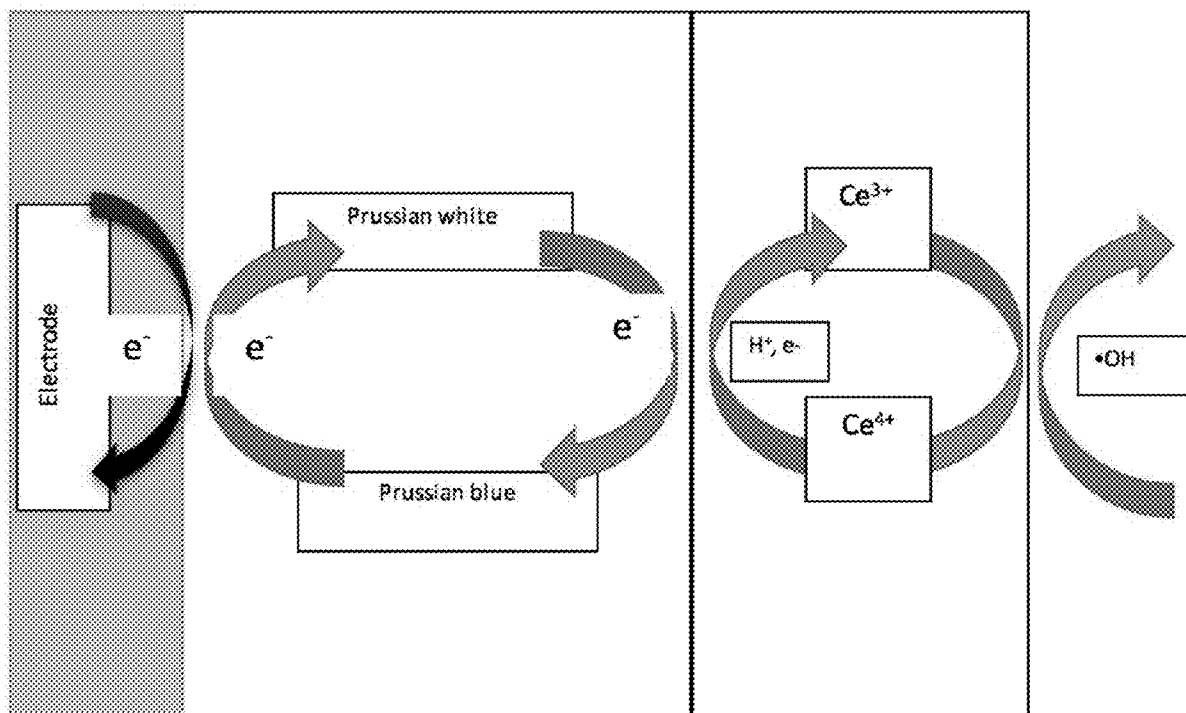 Electrode
e⁻
e⁻
Prussian white
Prussian blue
e⁻
Ce³⁺
H⁺, e-
Ce⁴⁺
•OH